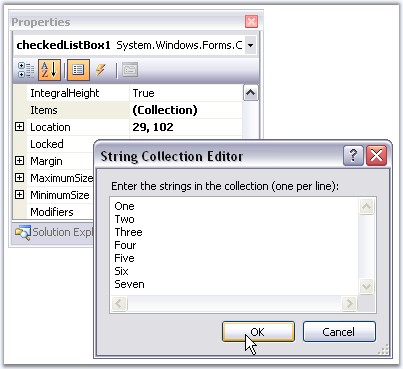 Properties
checkedListBox1 System.Windows.Forms.C
IntegralHeight True
Items (Collection)
Location 29, 102
Locked
Margin
MaximumSize
MinimumSize
Modifiers
Solution Expl
String Collection Editor
Enter the strings in the collection (one per line):
One
Two
Three
Four
Five
Six
Seven
OK Cancel